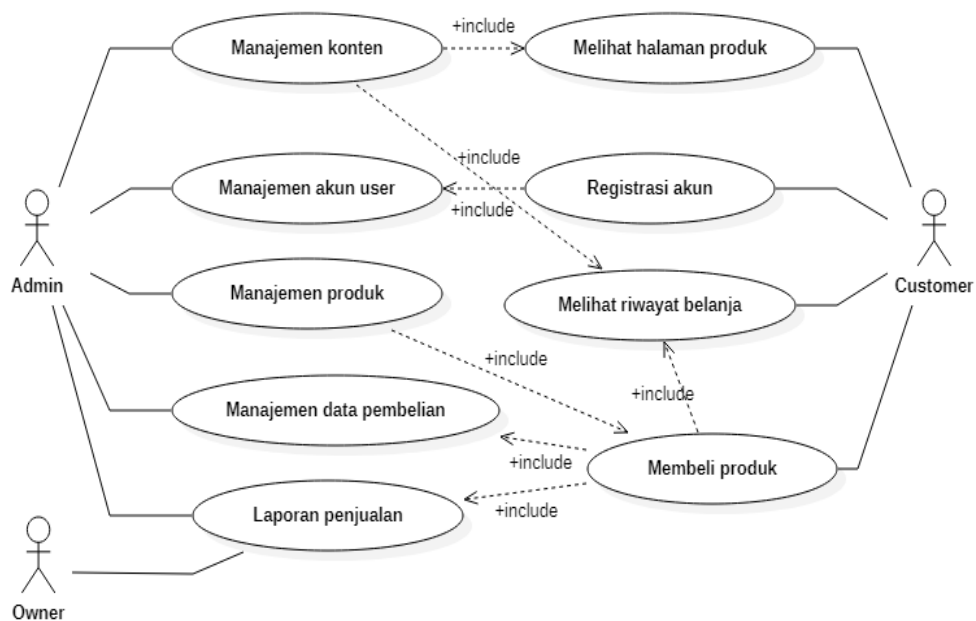 +include
Manajemen konten
Melihat halaman produk
+include
Manajemen akun user
Registrasi akun
+include
Admin
Customer
Manajemen produk
Melihat riwayat belanja
+include
+include
Manajemen data pembelian
+include
Membeli produk
Laporan penjualan
+include
Owner